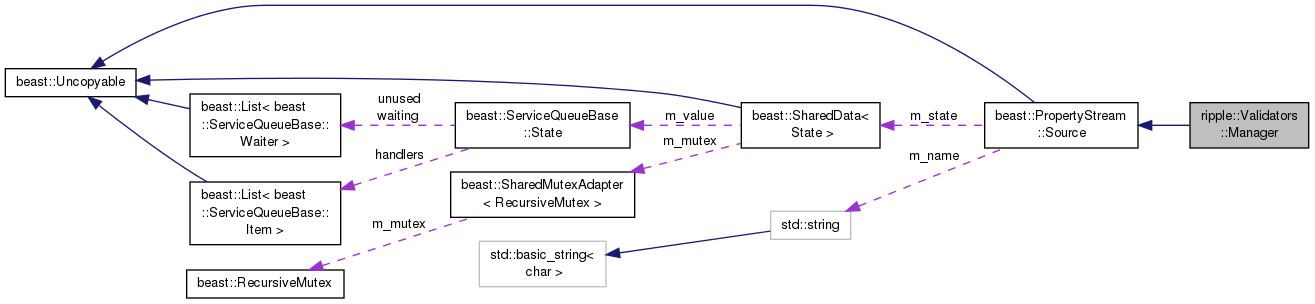 beast::Uncopyable
beast::List< beast
::ServiceQueueBase::
Waiter >
beast::List< beast
::ServiceQueueBase::
Item >
beast::RecursiveMutex
unused
waiting
handlers
m_mutex
beast::ServiceQueueBase
::State
beast::SharedMutexAdapter
< RecursiveMutex >
std::basic_string<
char >
m_value
m_mutex
beast::SharedData<
State >
std::string
m_state
m_name
beast::PropertyStream
::Source
ripple::Validators
::Manager